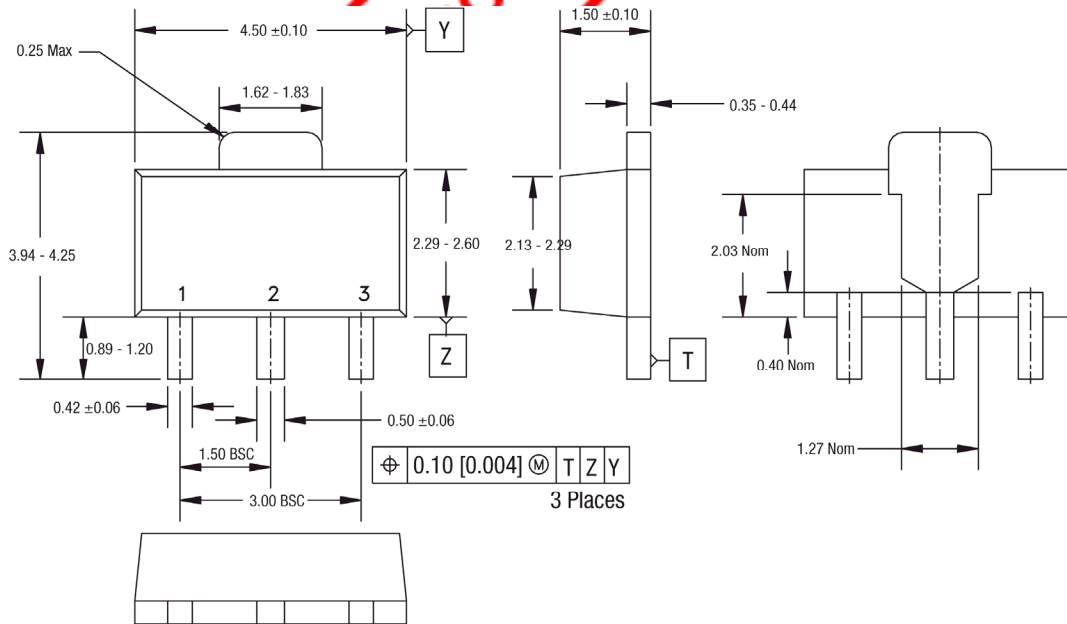 4.50 ±0.10
Y
1.50 ±0.10
0.25 Max
1.62 - 1.83
0.35 - 0.44
3.94 - 4.25
2.29 - 2.60
2.13 - 2.29
2.03 Nom
1 2 3
0.89 - 1.20
Z
T
0.40 Nom
0.42 ±0.06
0.50 ±0.06
1.50 BSC
1.27 Nom
⌖ 0.10 [0.004] Ⓜ T Z Y
3 Places
3.00 BSC